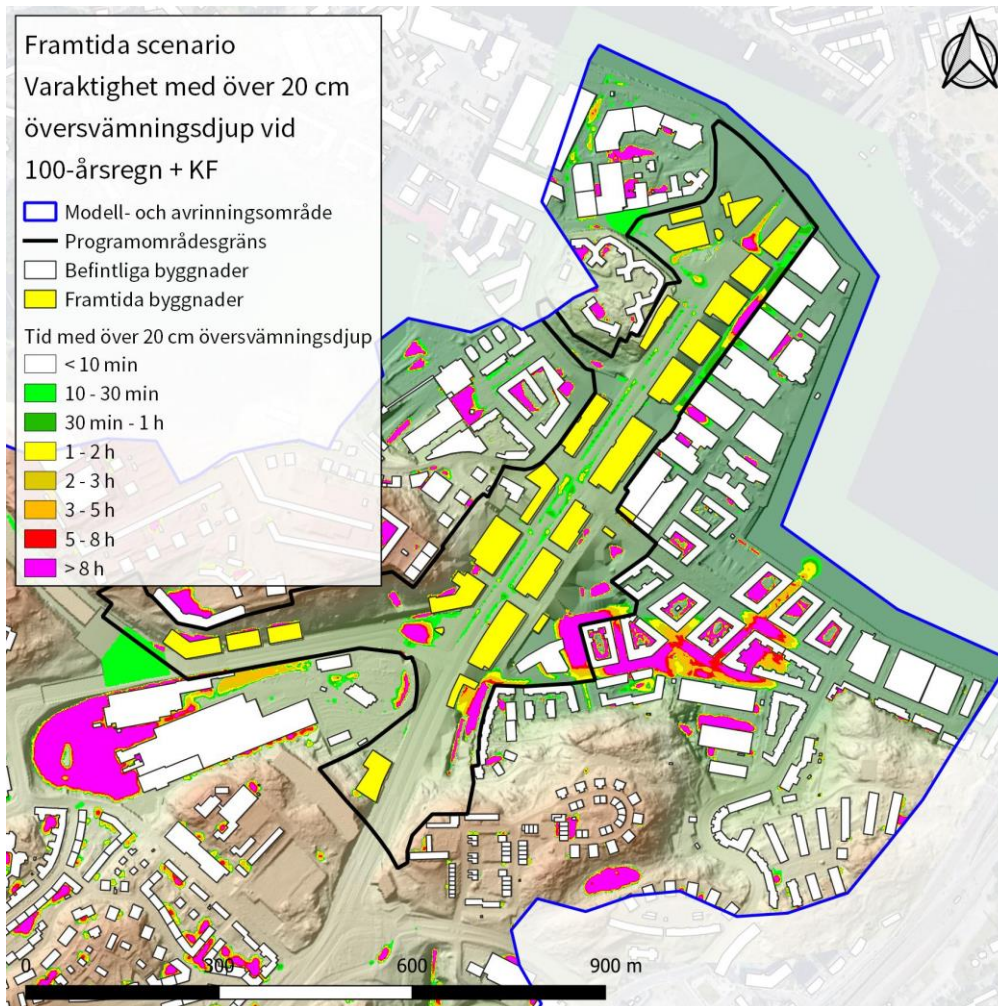 Framtida scenario
Varaktighet med över 20 cm
översvämningsdjup vid
100-årsregn + KF
Modell- och avrinningsområde
Programområdesgräns
Befintliga byggnader
Framtida byggnader
Tid med över 20 cm översvämningsdjup
< 10 min
10 - 30 min
30 min - 1 h
1 - 2 h
2 - 3 h
3 - 5 h
5 - 8 h
> 8 h
0 300 600 900 m